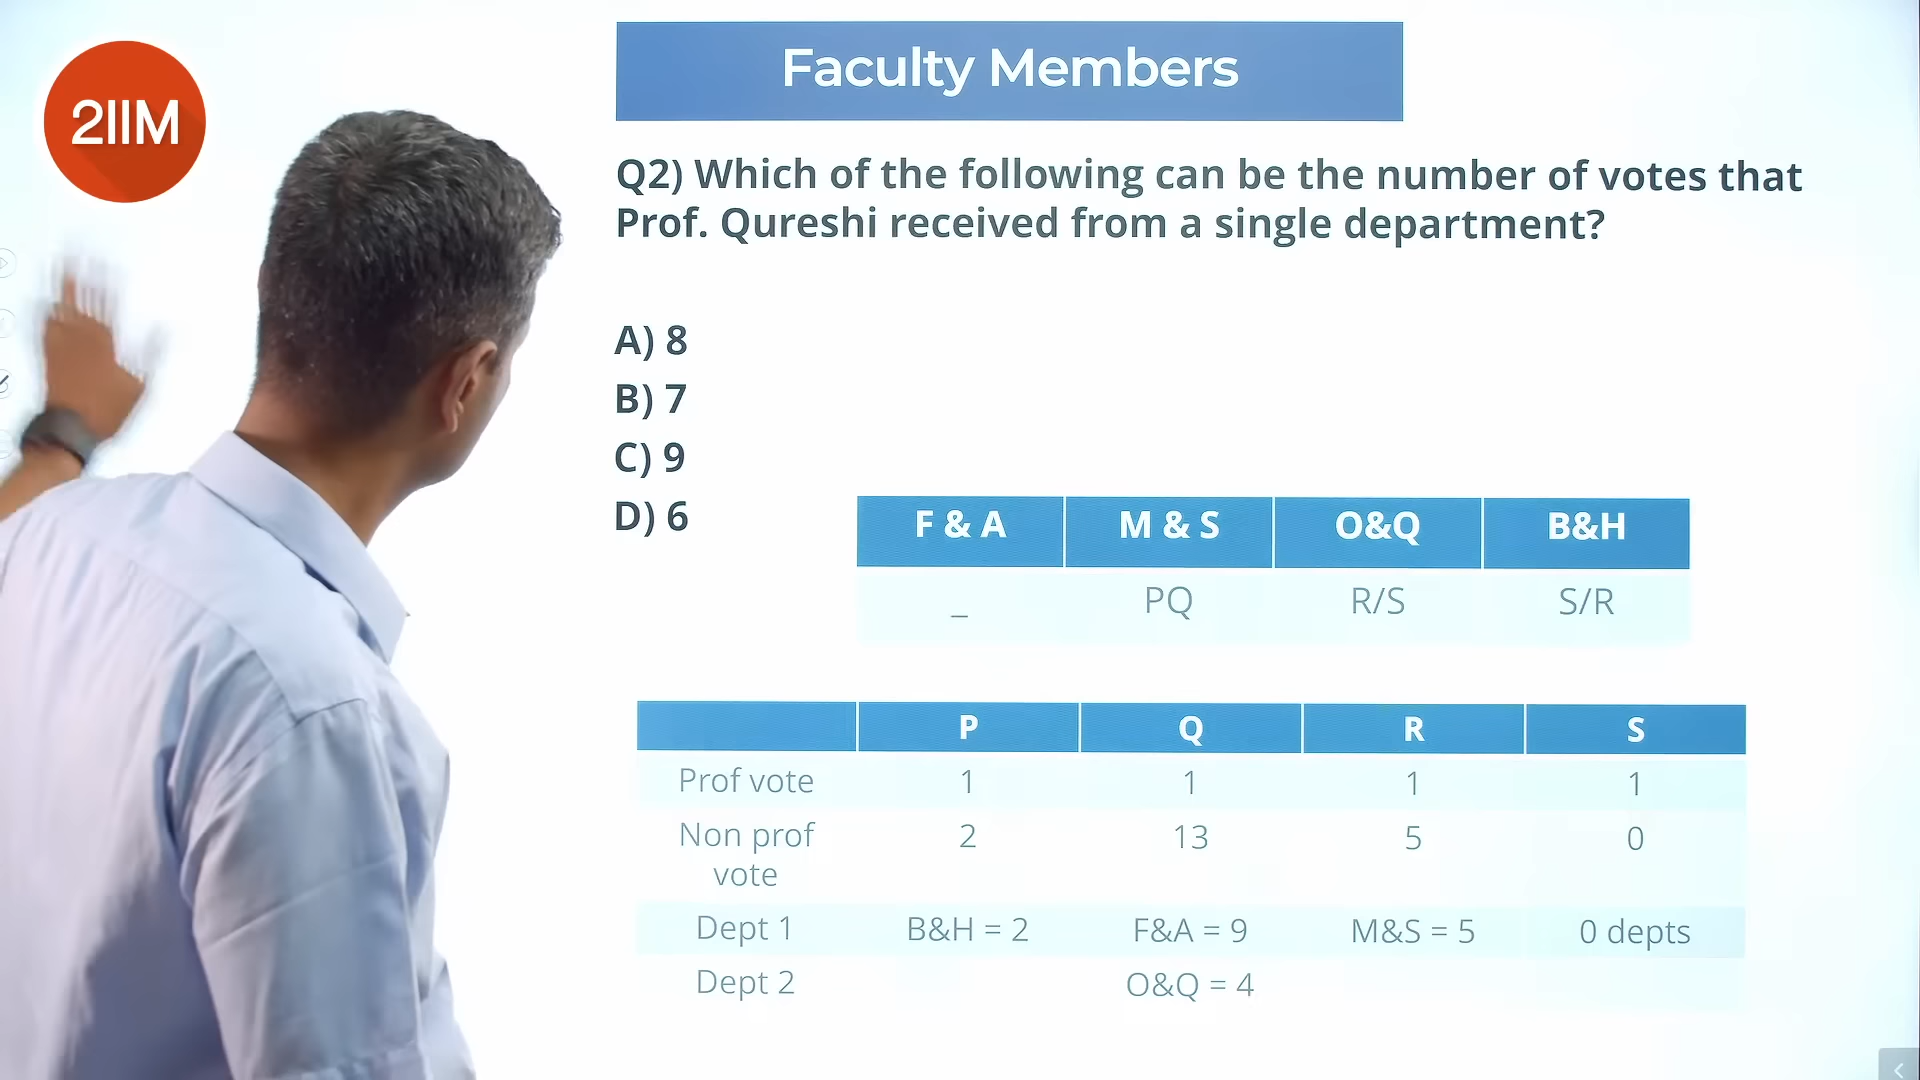 2IIM
Faculty Members
Q2) Which of the following can be the number of votes that
Prof. Qureshi received from a single department?
A) 8
B) 7
C) 9
D) 6
F & A M & S O&Q B&H
_ PQ R/S S/R
P Q R S
Prof vote 1 1 1 1
Non prof 2 13 5 0
vote
Dept 1 B&H = 2 F&A = 9 M&S = 5 0 depts
Dept 2 O&Q = 4